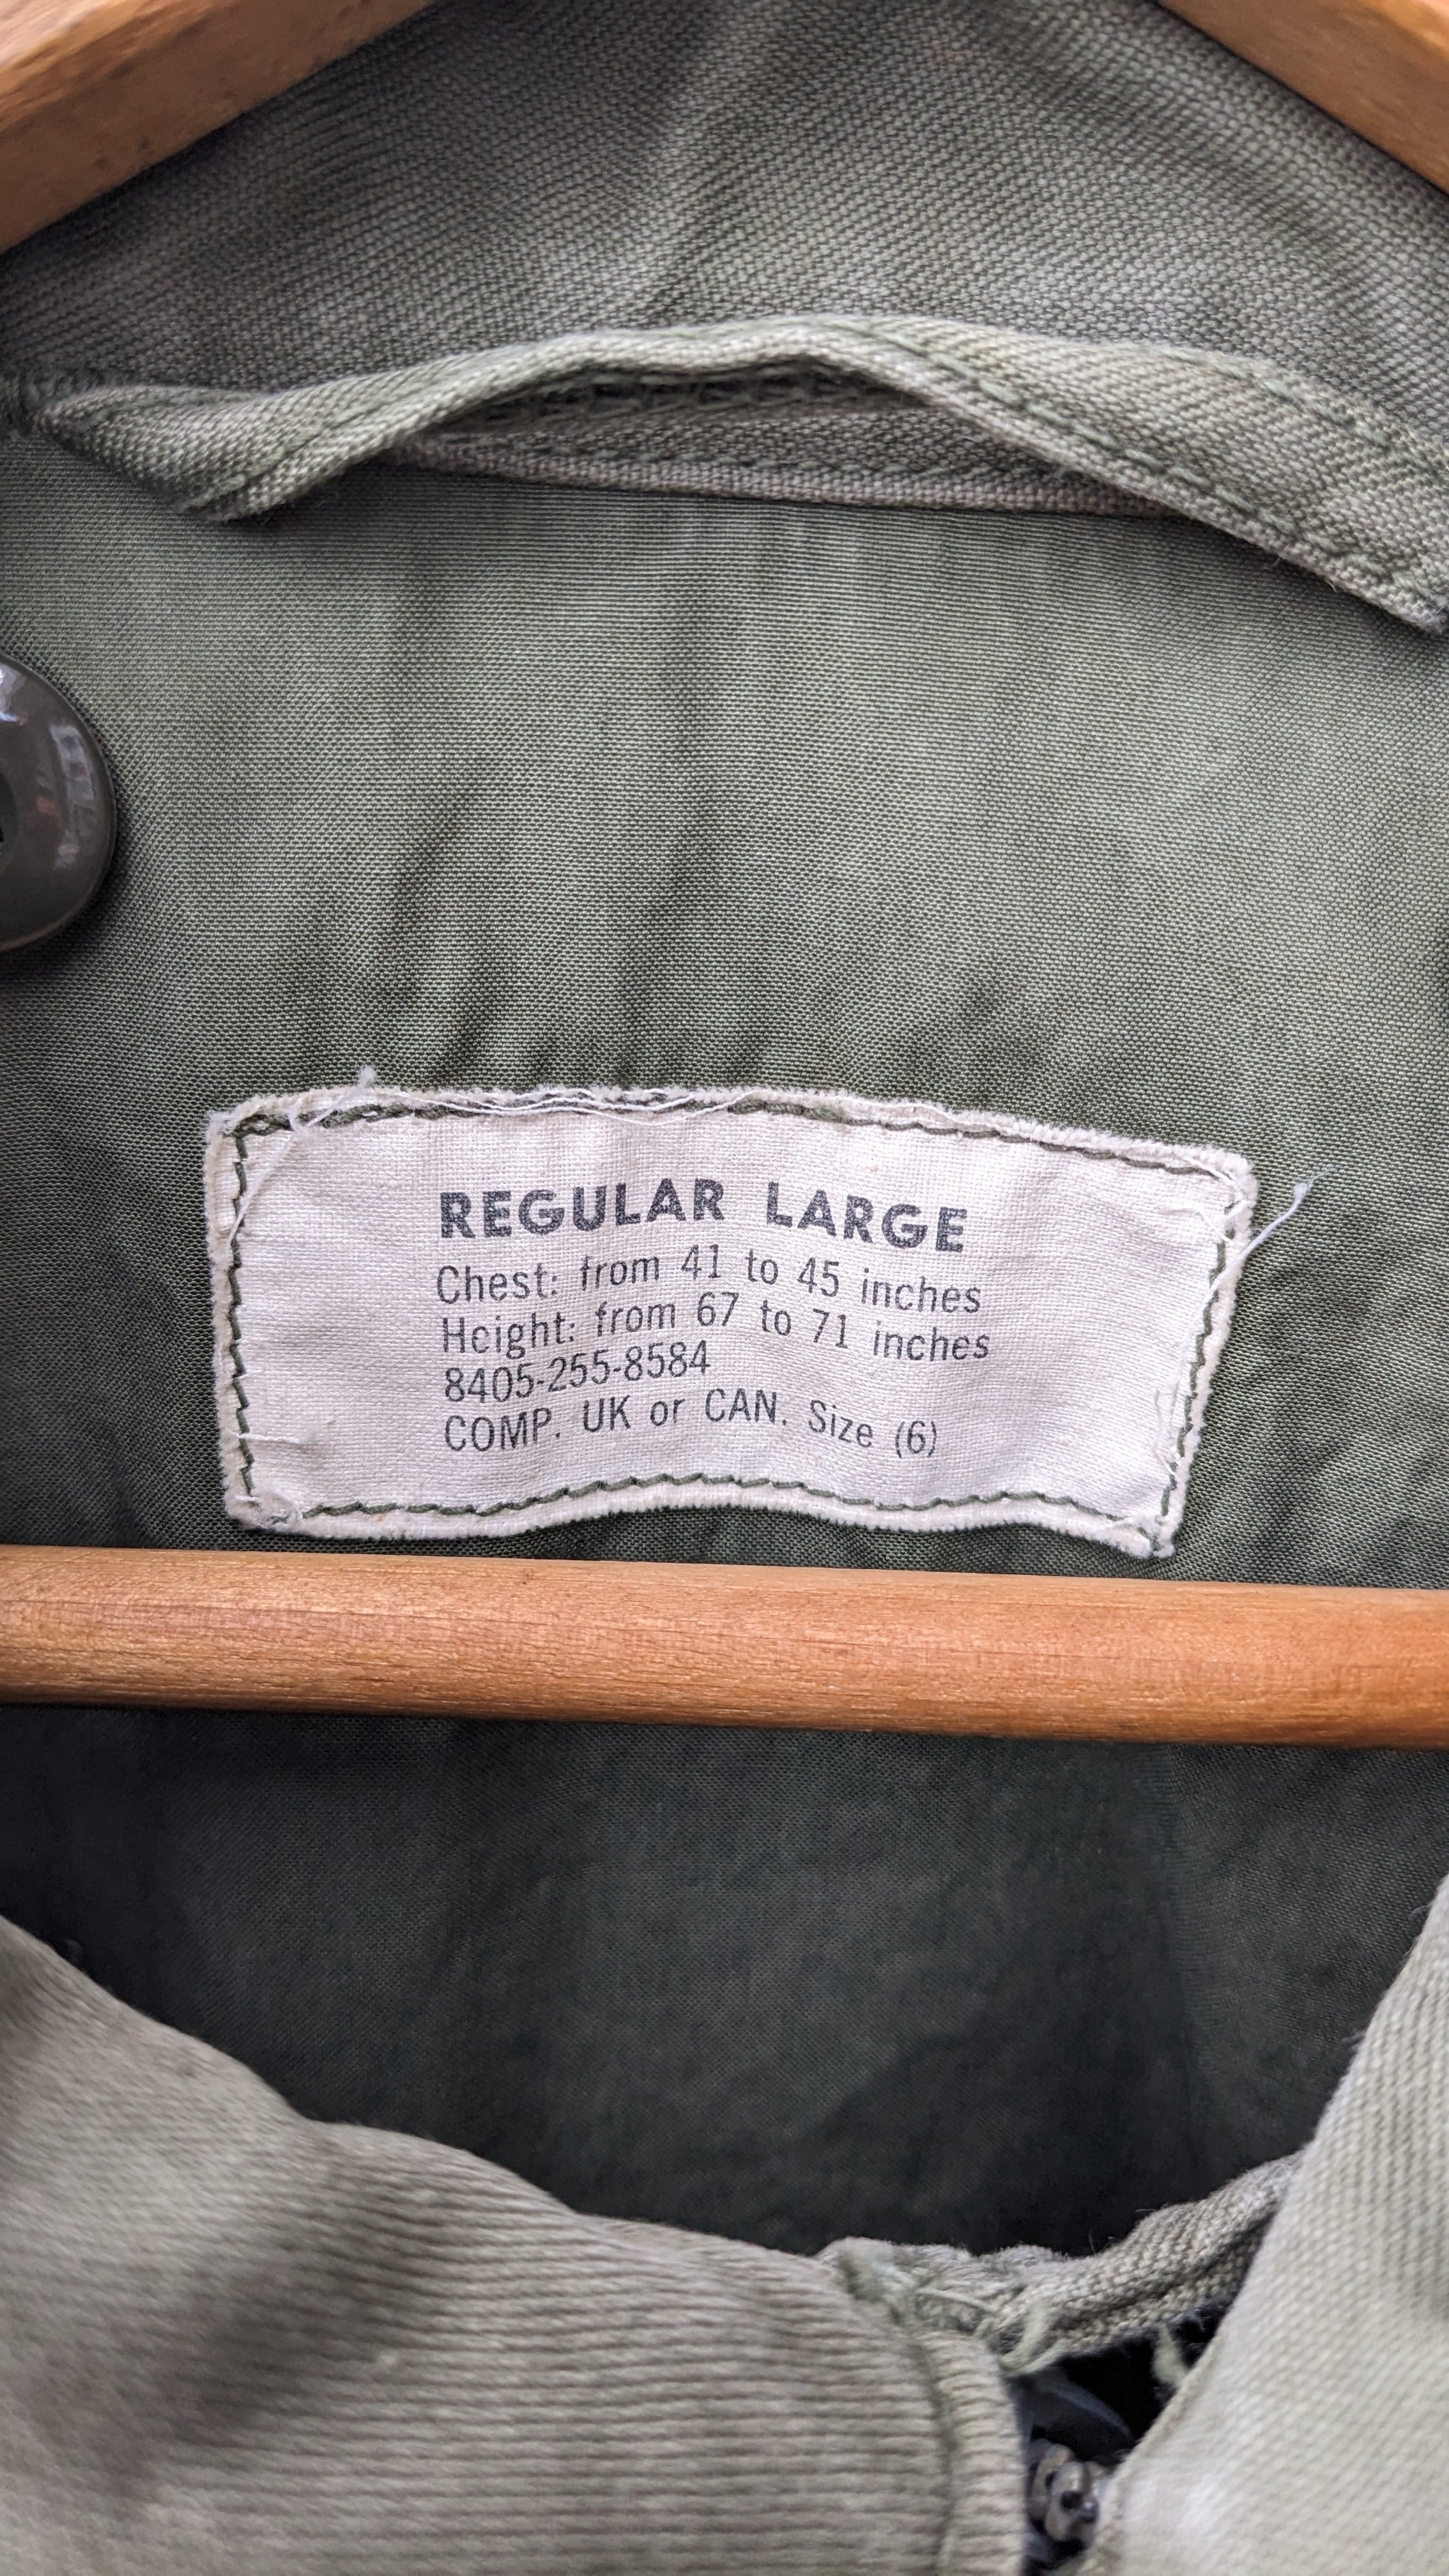 REGULAR LARGE
Chest: from 41 to 45 inches
Height: from 67 to 71 inches
8405-255-8584
COMP. UK or CAN. Size (6)